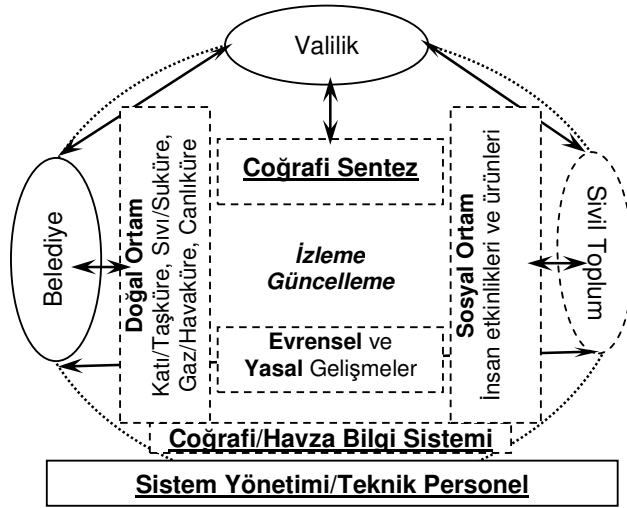 Valilik
Belediye
Doğal Ortam
Katı/Taşküre, Sıvı/Suküre,
Gaz/Havaküre, Canlıküre
Coğrafi Sentez
İzleme
Güncelleme
Evrensel ve
Yasal Gelişmeler
Sosyal Ortam
İnsan etkinlikleri ve ürünleri
Sivil Toplum
Coğrafi/Havza Bilgi Sistemi
Sistem Yönetimi/Teknik Personel